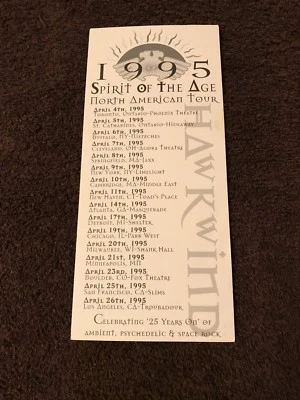 1995
Spirit of the Age
North American Tour
April 4th, 1995
Toronto, Ontario-Phoenix Theatre
April 5th, 1995
St. Catharines, Ontario-Hideaway
April 6th, 1995
Buffalo, NY-Nietsches
April 7th, 1995
Cleveland, OH-Agora Theatre
April 8th, 1995
Springfield, MA-Jaxx
April 9th, 1995
New York, NY-Limelight
April 10th, 1995
Cambridge, MA-Middle East
April 11th, 1995
New Haven, CT-Toad's Place
April 14th, 1995
Atlanta, GA-Masquerade
April 17th, 1995
Detroit, MI-Shelter
April 19th, 1995
Chicago, IL-Park West
April 20th, 1995
Milwaukee, WI-Shank Hall
April 21st, 1995
Minneapolis, MN
April 23rd, 1995
Boulder, CO-Fox Theatre
April 25th, 1995
San Francisco, CA-Slims
April 26th, 1995
Los Angeles, CA-Troubadour
Hawkwind
Celebrating '25 Years On' of
ambient, psychedelic & space rock